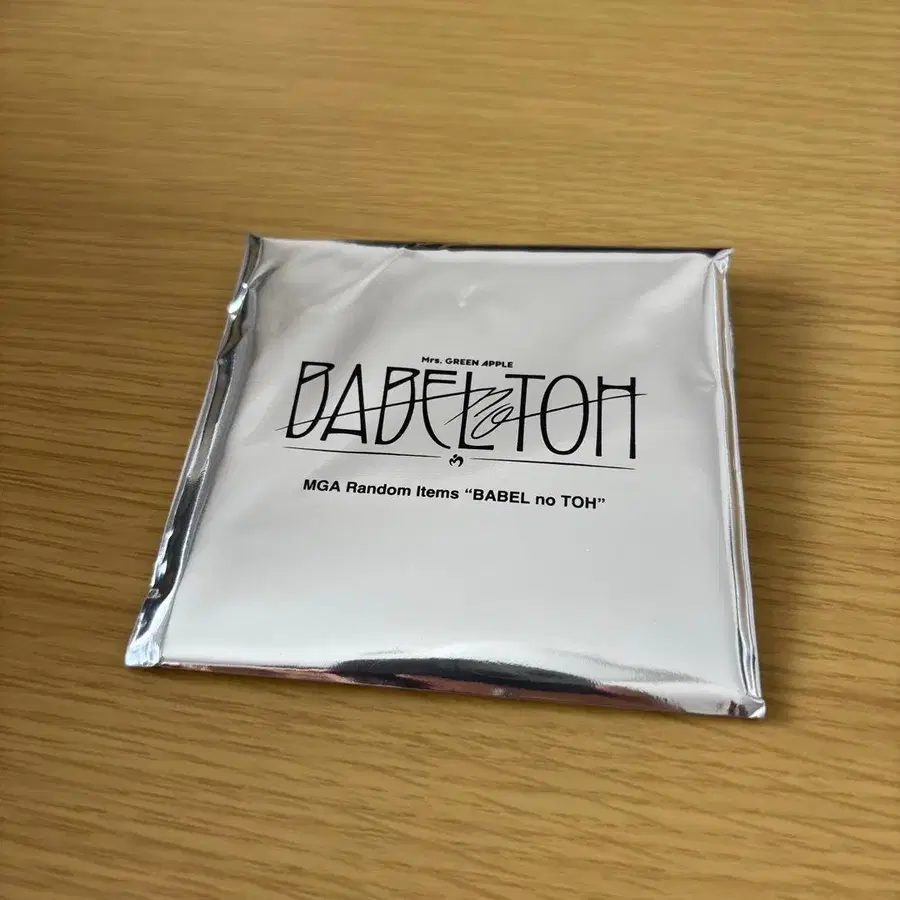 Mrs. GREEN APPLE
BABEL no TOH
MGA Random Items “BABEL no TOH”